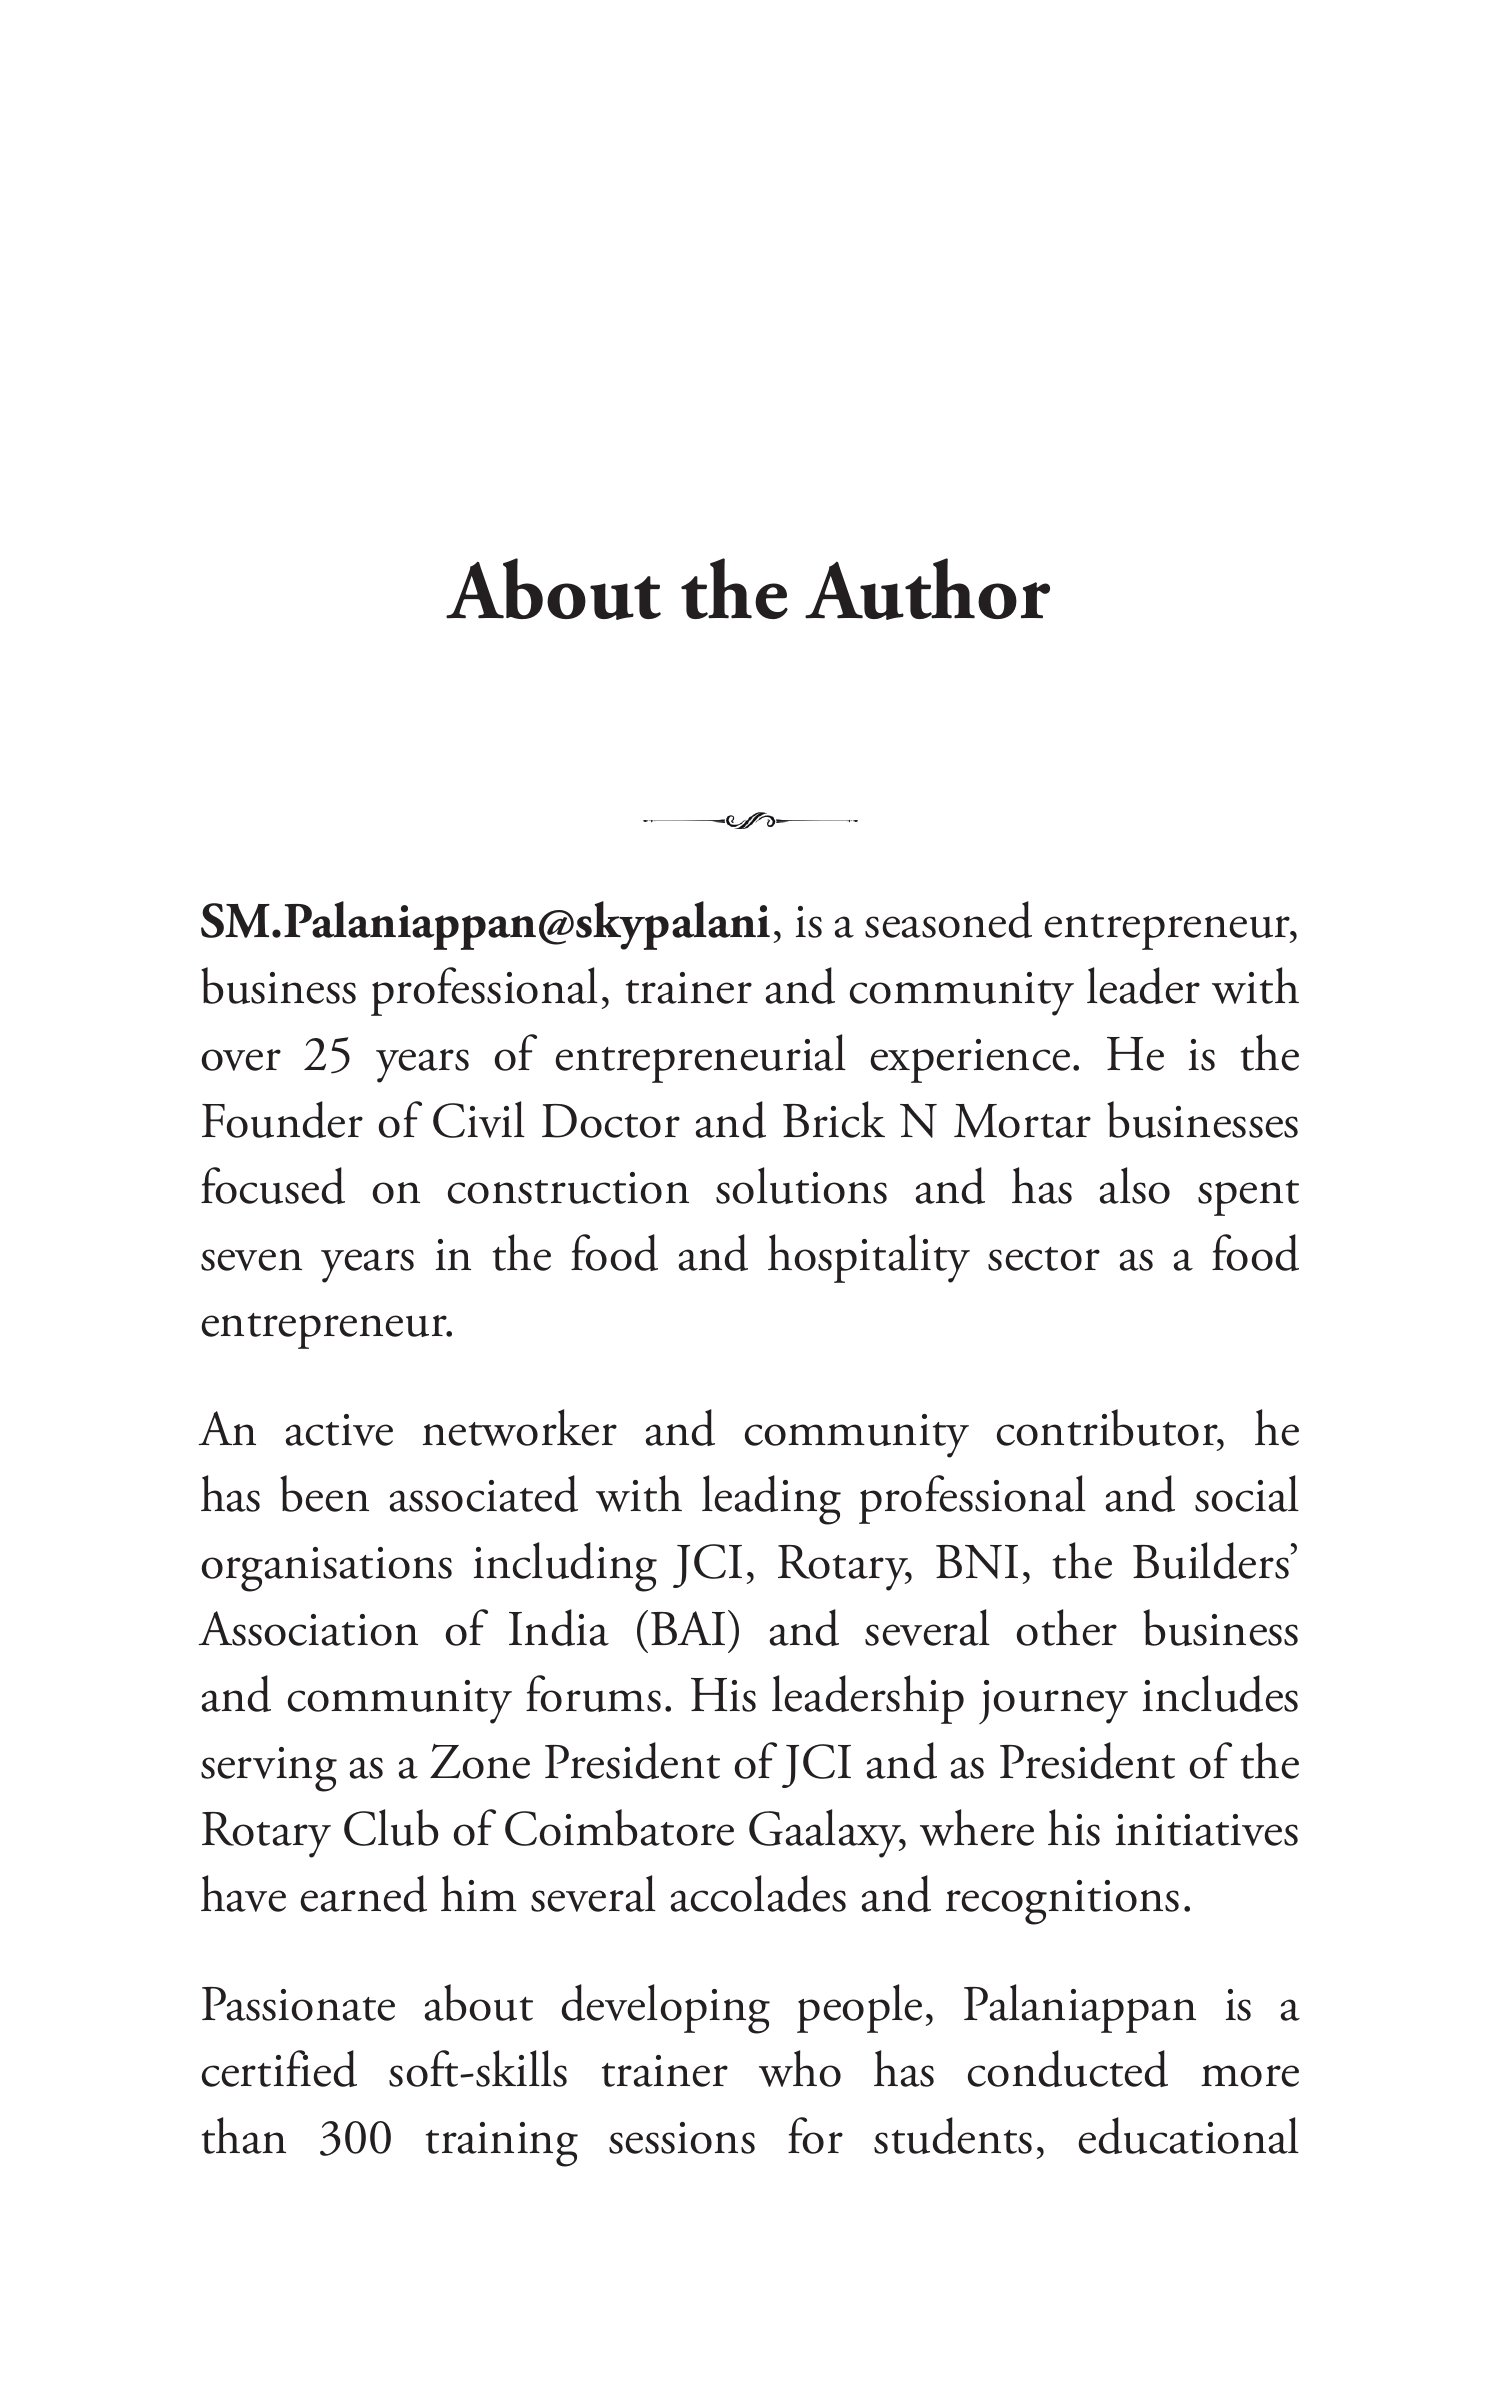 About the Author
SM.Palaniappan@skypalani, is a seasoned entrepreneur,
business professional, trainer and community leader with
over 25 years of entrepreneurial experience. He is the
Founder of Civil Doctor and Brick N Mortar businesses
focused on construction solutions and has also spent
seven years in the food and hospitality sector as a food
entrepreneur.
An active networker and community contributor, he
has been associated with leading professional and social
organisations including JCI, Rotary, BNI, the Builders’
Association of India (BAI) and several other business
and community forums. His leadership journey includes
serving as a Zone President of JCI and as President of the
Rotary Club of Coimbatore Gaalaxy, where his initiatives
have earned him several accolades and recognitions.
Passionate about developing people, Palaniappan is a
certified soft-skills trainer who has conducted more
than 300 training sessions for students, educational